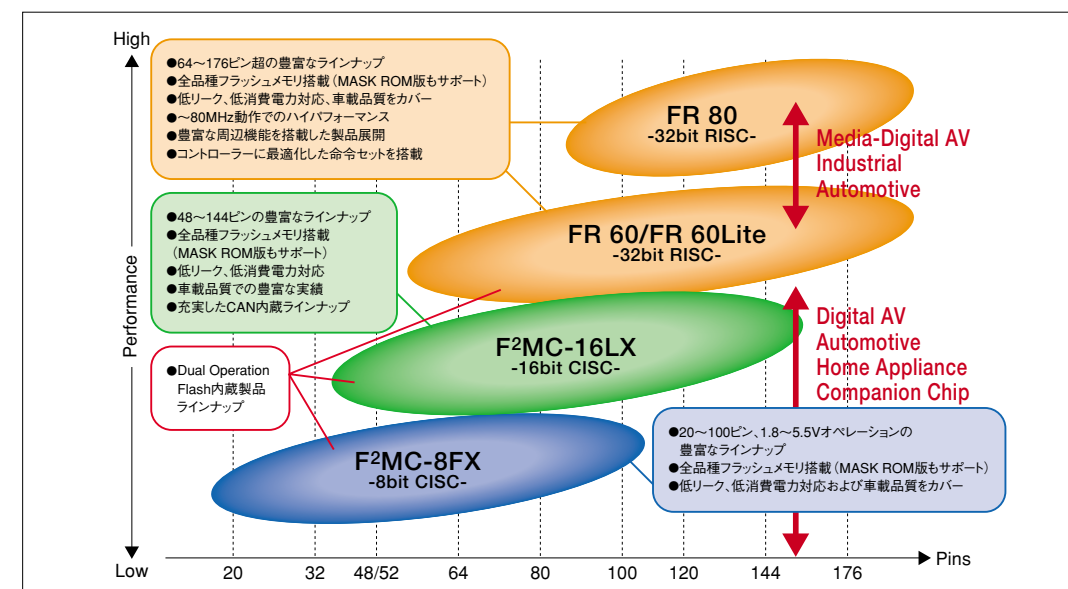 High
●64〜176ピン超の豊富なラインナップ
●全品種フラッシュメモリ搭載(MASK ROM版もサポート)
●低リーク、低消費電力対応、車載品質をカバー
●〜80MHz動作でのハイパフォーマンス
●豊富な周辺機能を搭載した製品展開
●コントローラーに最適化した命令セットを搭載
FR 80
-32bit RISC-
Media-Digital AV
Industrial
Automotive
●48〜144ピンの豊富なラインナップ
●全品種フラッシュメモリ搭載
(MASK ROM版もサポート)
●低リーク、低消費電力対応
●車載品質での豊富な実績
●充実したCAN内蔵ラインナップ
FR 60/FR 60Lite
-32bit RISC-
Performance
F²MC-16LX
-16bit CISC-
Digital AV
Automotive
Home Appliance
Companion Chip
●Dual Operation
Flash内蔵製品
ラインナップ
F²MC-8FX
-8bit CISC-
●20〜100ピン、1.8〜5.5Vオペレーションの
豊富なラインナップ
●全品種フラッシュメモリ搭載(MASK ROM版もサポート)
●低リーク、低消費電力対応および車載品質をカバー
Low
20 32 48/52 64 80 100 120 144 176
Pins